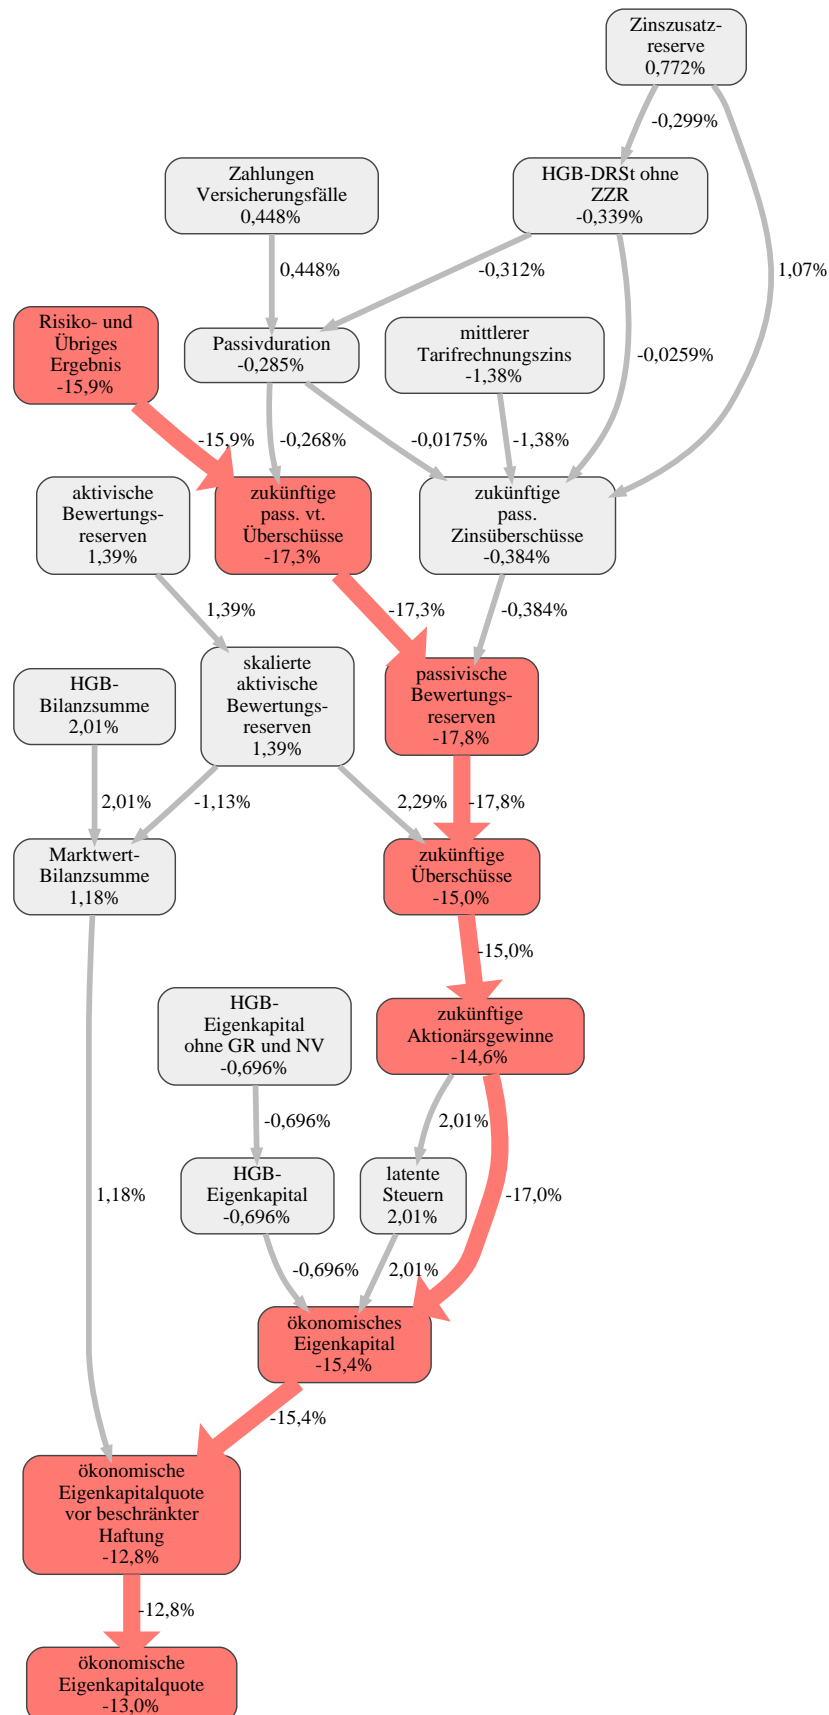 Zinszusatz-
reserve
0,772%
-0,299%
Zahlungen
Versicherungsfälle
0,448%
HGB-DRSt ohne
ZZR
-0,339%
0,448%
-0,312%
1,07%
Risiko- und
Übriges
Ergebnis
-15,9%
Passivduration
-0,285%
mittlerer
Tarifrechnungszins
-1,38%
-0,0259%
-15,9%
-0,268%
-0,0175%
-1,38%
aktivische
Bewertungs-
reserven
1,39%
zukünftige
pass. vt.
Überschüsse
-17,3%
zukünftige
pass.
Zinsüberschüsse
-0,384%
1,39%
-17,3%
-0,384%
HGB-
Bilanzsumme
2,01%
skalierte
aktivische
Bewertungs-
reserven
1,39%
passivische
Bewertungs-
reserven
-17,8%
2,01%
-1,13%
2,29%
-17,8%
Marktwert-
Bilanzsumme
1,18%
zukünftige
Überschüsse
-15,0%
-15,0%
HGB-
Eigenkapital
ohne GR und NV
-0,696%
zukünftige
Aktionärsgewinne
-14,6%
-0,696%
2,01%
1,18%
HGB-
Eigenkapital
-0,696%
latente
Steuern
2,01%
-17,0%
-0,696%
2,01%
ökonomisches
Eigenkapital
-15,4%
-15,4%
ökonomische
Eigenkapitalquote
vor beschränkter
Haftung
-12,8%
-12,8%
ökonomische
Eigenkapitalquote
-13,0%